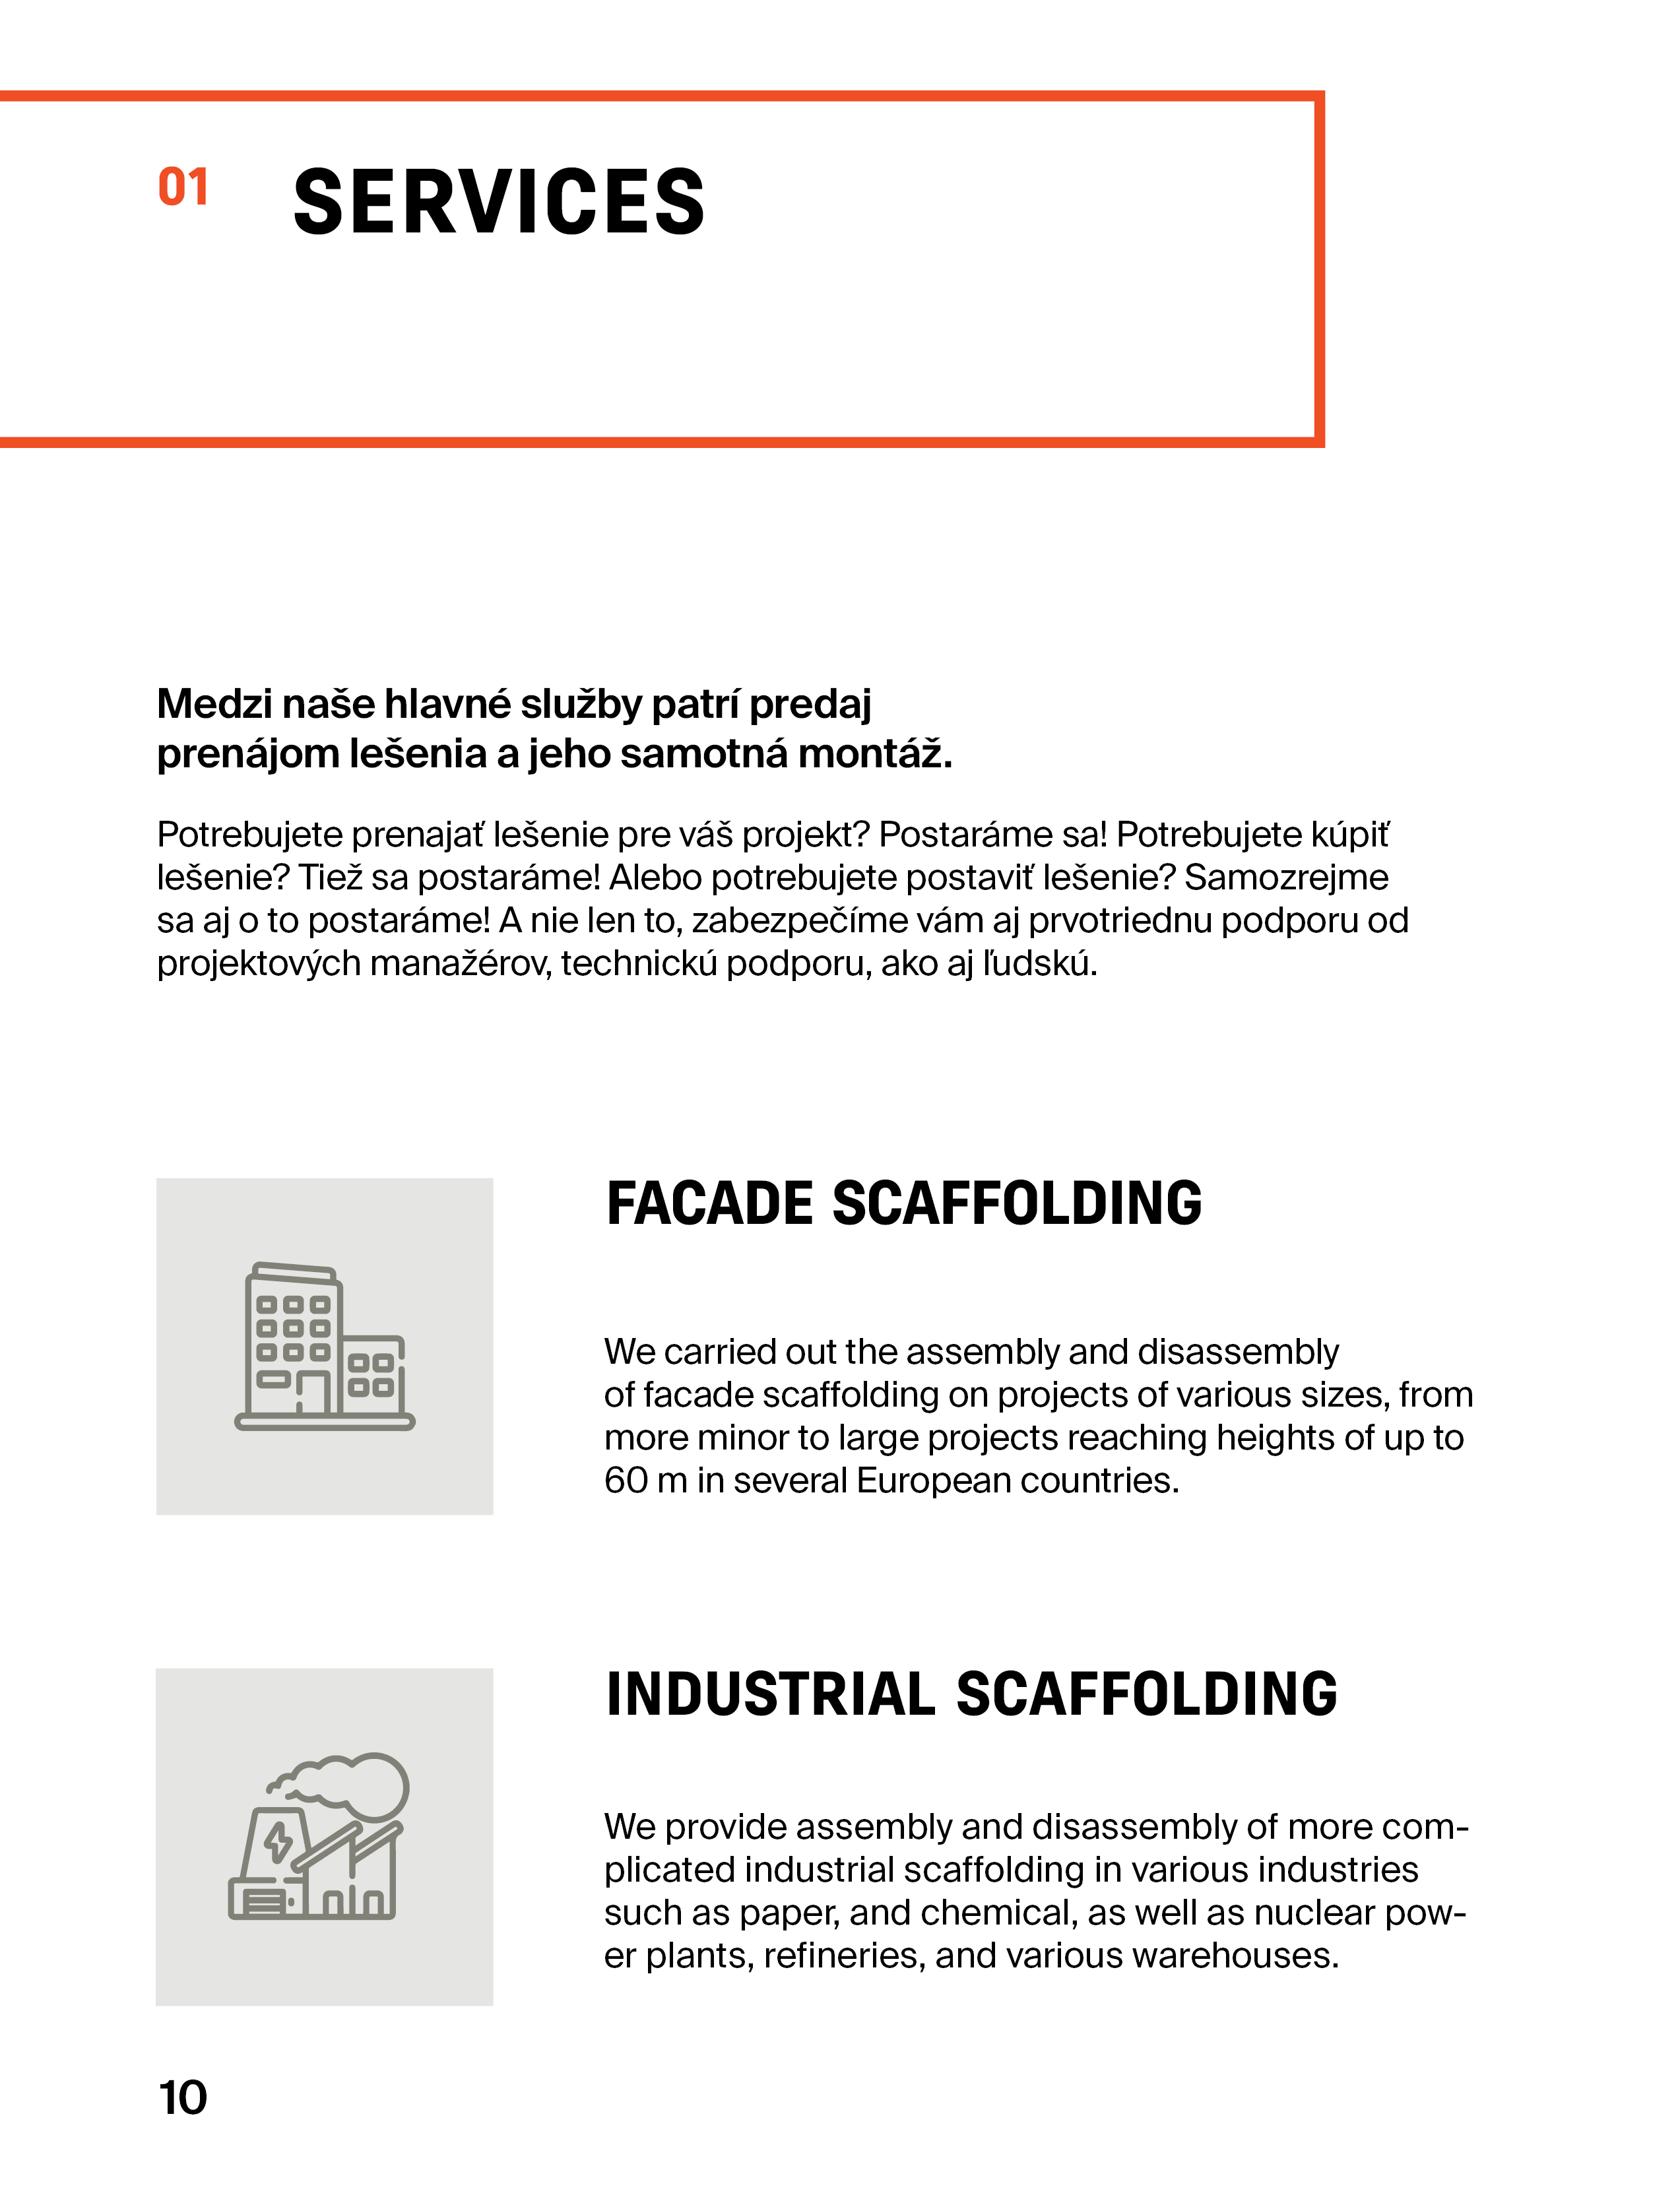 01 SERVICES
Medzi naše hlavné služby patrí predaj
prenájom lešenia a jeho samotná montáž.
Potrebujete prenajať lešenie pre váš projekt? Postaráme sa! Potrebujete kúpiť
lešenie? Tiež sa postaráme! Alebo potrebujete postaviť lešenie? Samozrejme
sa aj o to postaráme! A nie len to, zabezpečíme vám aj prvotriednu podporu od
projektových manažérov, technickú podporu, ako aj ľudskú.
FACADE SCAFFOLDING
We carried out the assembly and disassembly
of facade scaffolding on projects of various sizes, from
more minor to large projects reaching heights of up to
60 m in several European countries.
INDUSTRIAL SCAFFOLDING
We provide assembly and disassembly of more com-
plicated industrial scaffolding in various industries
such as paper, and chemical, as well as nuclear pow-
er plants, refineries, and various warehouses.
10